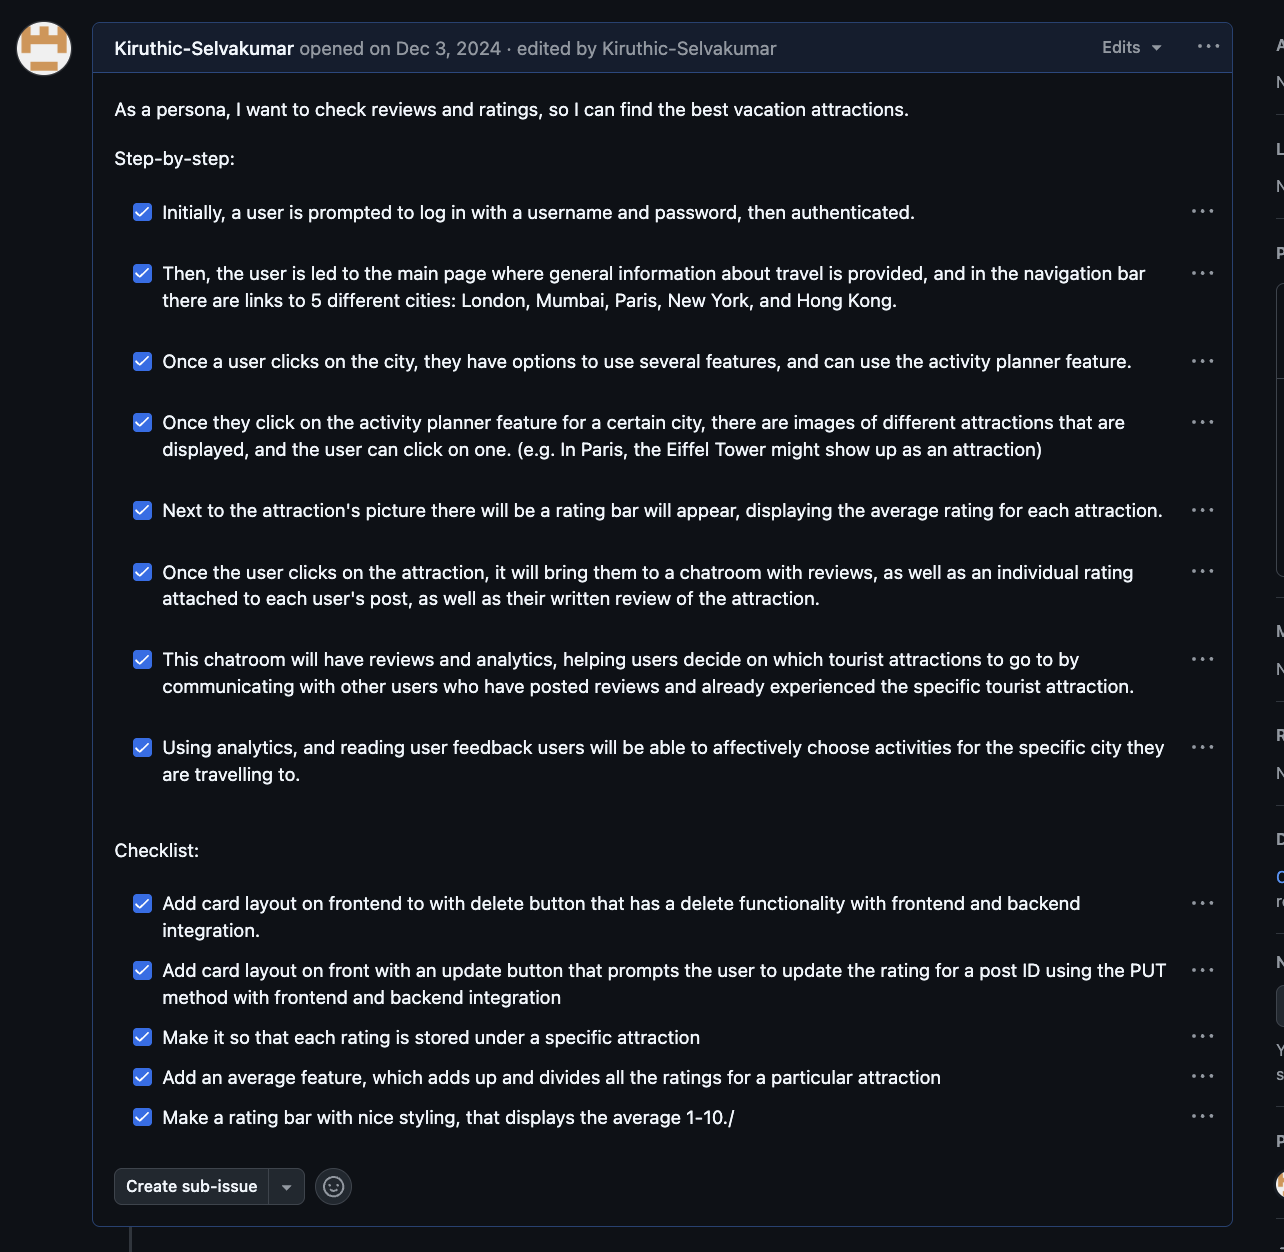 Kiruthic-Selvakumar opened on Dec 3, 2024 · edited by Kiruthic-Selvakumar
Edits
As a persona, I want to check reviews and ratings, so I can find the best vacation attractions.
Step-by-step:
Initially, a user is prompted to log in with a username and password, then authenticated.
Then, the user is led to the main page where general information about travel is provided, and in the navigation bar
there are links to 5 different cities: London, Mumbai, Paris, New York, and Hong Kong.
Once a user clicks on the city, they have options to use several features, and can use the activity planner feature.
Once they click on the activity planner feature for a certain city, there are images of different attractions that are
displayed, and the user can click on one. (e.g. In Paris, the Eiffel Tower might show up as an attraction)
Next to the attraction's picture there will be a rating bar will appear, displaying the average rating for each attraction.
Once the user clicks on the attraction, it will bring them to a chatroom with reviews, as well as an individual rating
attached to each user's post, as well as their written review of the attraction.
This chatroom will have reviews and analytics, helping users decide on which tourist attractions to go to by
communicating with other users who have posted reviews and already experienced the specific tourist attraction.
Using analytics, and reading user feedback users will be able to affectively choose activities for the specific city they
are travelling to.
Checklist:
Add card layout on frontend to with delete button that has a delete functionality with frontend and backend
integration.
Add card layout on front with an update button that prompts the user to update the rating for a post ID using the PUT
method with frontend and backend integration
Make it so that each rating is stored under a specific attraction
Add an average feature, which adds up and divides all the ratings for a particular attraction
Make a rating bar with nice styling, that displays the average 1-10./
Create sub-issue